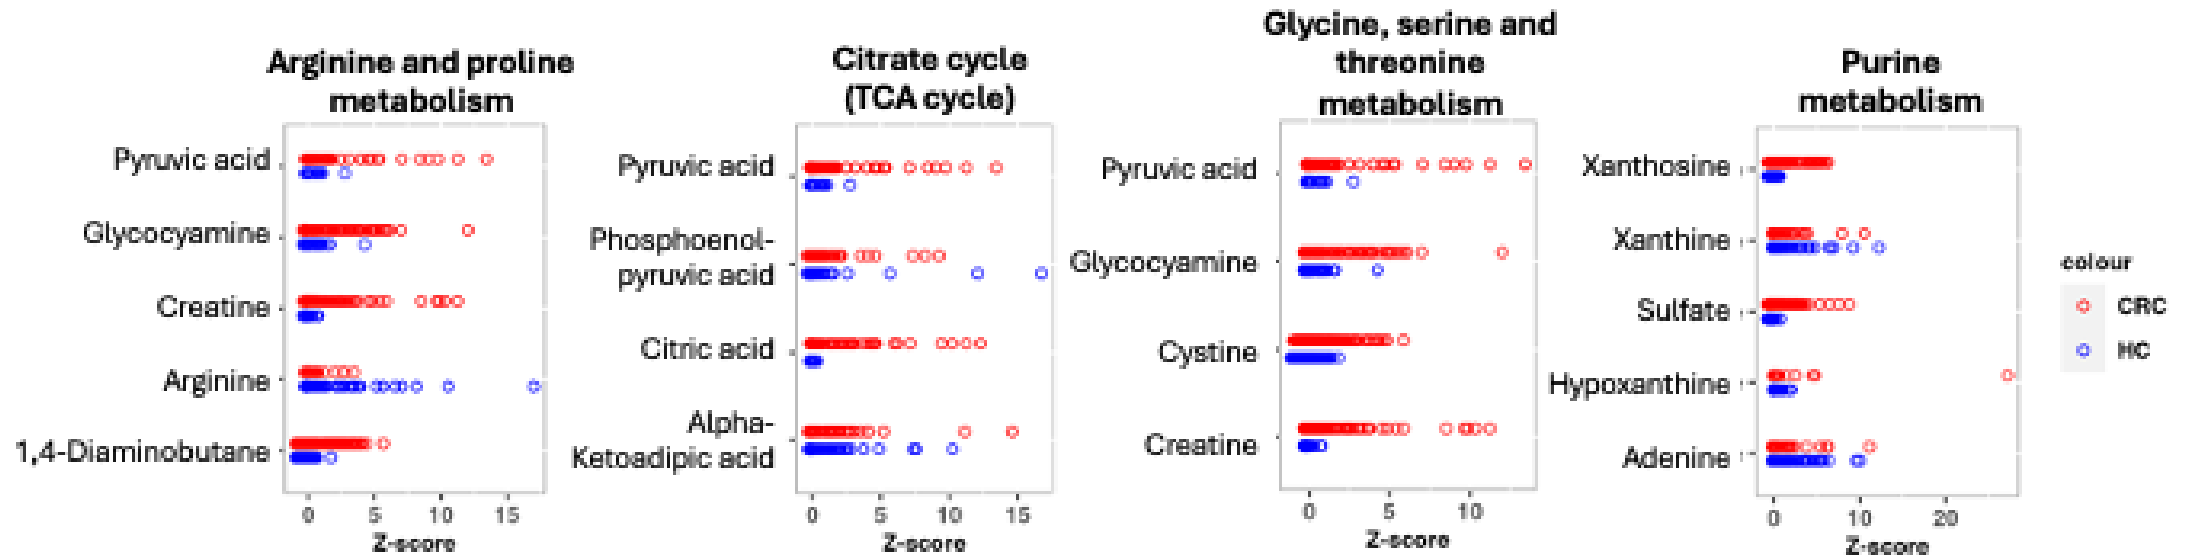 Arginine and proline
metabolism
Pyruvic acid
Glycocyamine
Creatine
Arginine
1,4-Diaminobutane
0 5 10 15
Z-score
Citrate cycle
(TCA cycle)
Pyruvic acid
Phosphoenol-
pyruvic acid
Citric acid
Alpha-
Ketoadipic acid
0 5 10 15
Z-score
Glycine, serine and
threonine
metabolism
Pyruvic acid
Glycocyamine
Cystine
Creatine
0 5 10
Z-score
Purine
metabolism
Xanthosine
Xanthine
Sulfate
Hypoxanthine
Adenine
0 10 20
Z-score
colour
CRC
HC